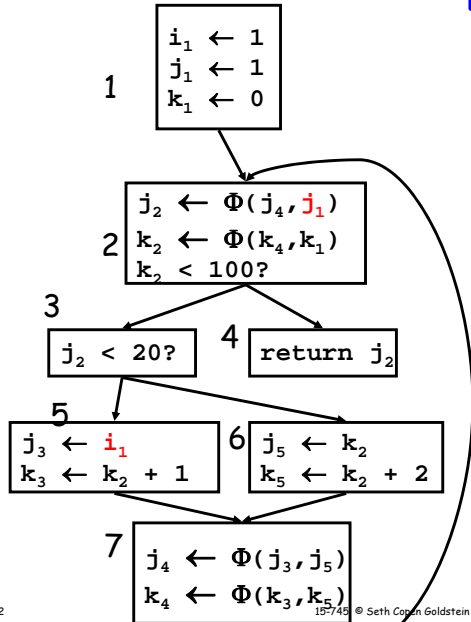 1
i₁ ← 1
j₁ ← 1
k₁ ← 0
2
j₂ ← Φ(j₄,j₁)
k₂ ← Φ(k₄,k₁)
k₂ < 100?
3
j₂ < 20?
4
return j₂
5
j₃ ← i₁
k₃ ← k₂ + 1
6
j₅ ← k₂
k₅ ← k₂ + 2
7
j₄ ← Φ(j₃,j₅)
k₄ ← Φ(k₃,k₅)
2
15-745 © Seth Copen Goldstein